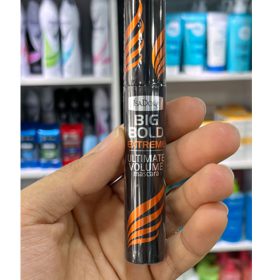 IsaDora
BIG
BOLD
EXTREME
ULTIMATE
VOLUME
mascara